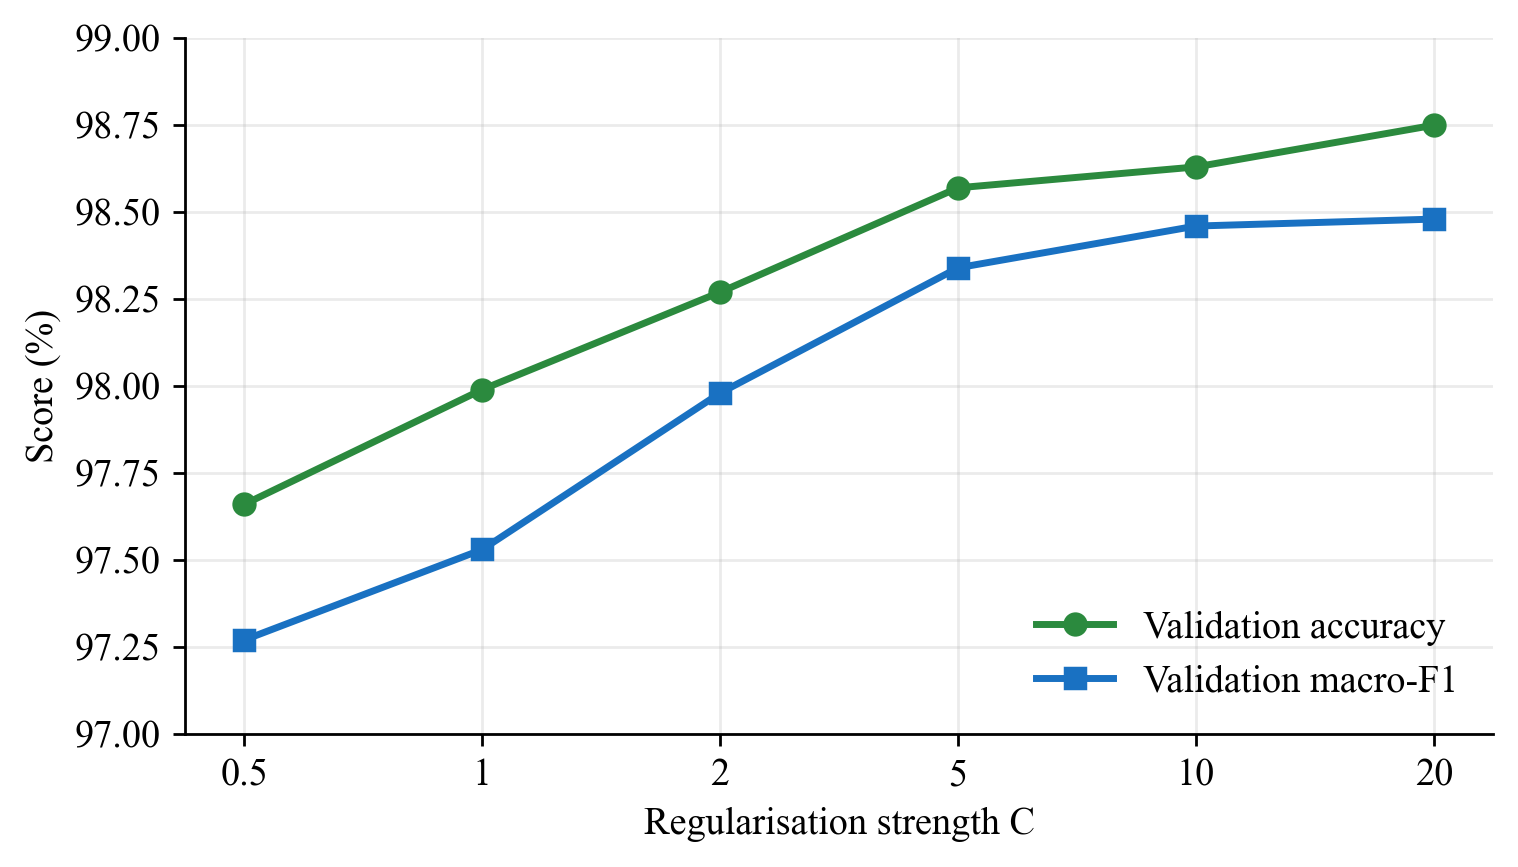 99.00
98.75
98.50
98.25
98.00
97.75
97.50
97.25
97.00
Score (%)
Validation accuracy
Validation macro-F1
0.5 1 2 5 10 20
Regularisation strength C